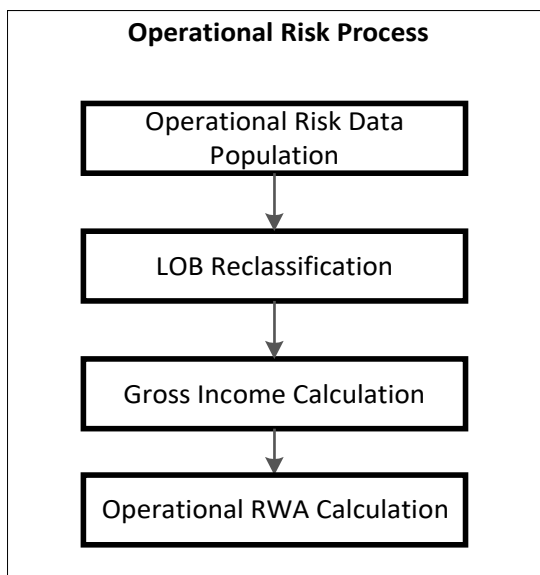 Operational Risk Process
Operational Risk Data
Population
LOB Reclassification
Gross Income Calculation
Operational RWA Calculation